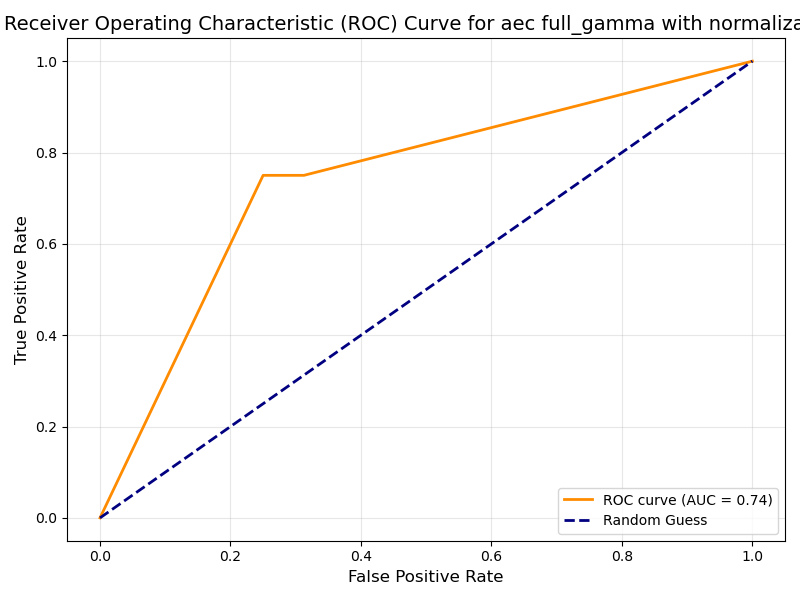 Receiver Operating Characteristic (ROC) Curve for aec full_gamma with normaliza
1.0
0.8
0.6
0.4
0.2
0.0
True Positive Rate
ROC curve (AUC = 0.74)
Random Guess
0.0 0.2 0.4 0.6 0.8 1.0
False Positive Rate